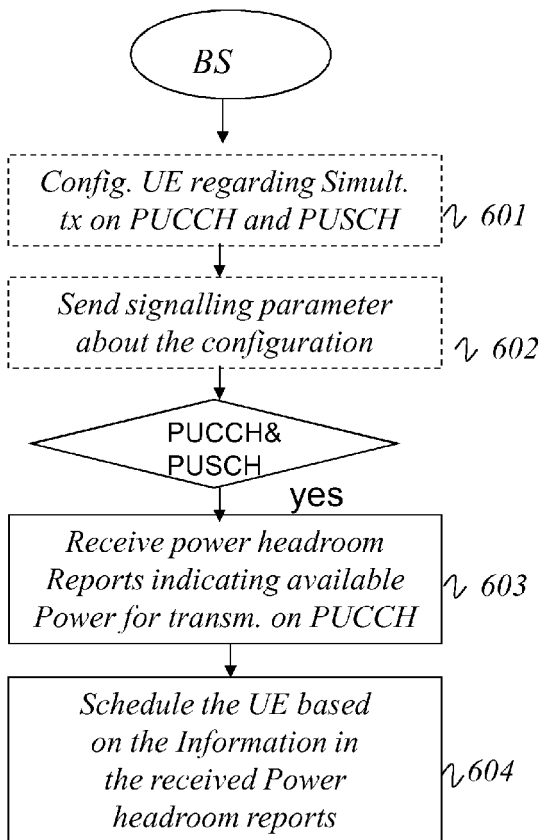 BS
Config. UE regarding Simult.
tx on PUCCH and PUSCH
601
Send signalling parameter
about the configuration
602
PUCCH&
PUSCH
yes
Receive power headroom
Reports indicating available
Power for transm. on PUCCH
603
Schedule the UE based
on the Information in
the received Power
headroom reports
604